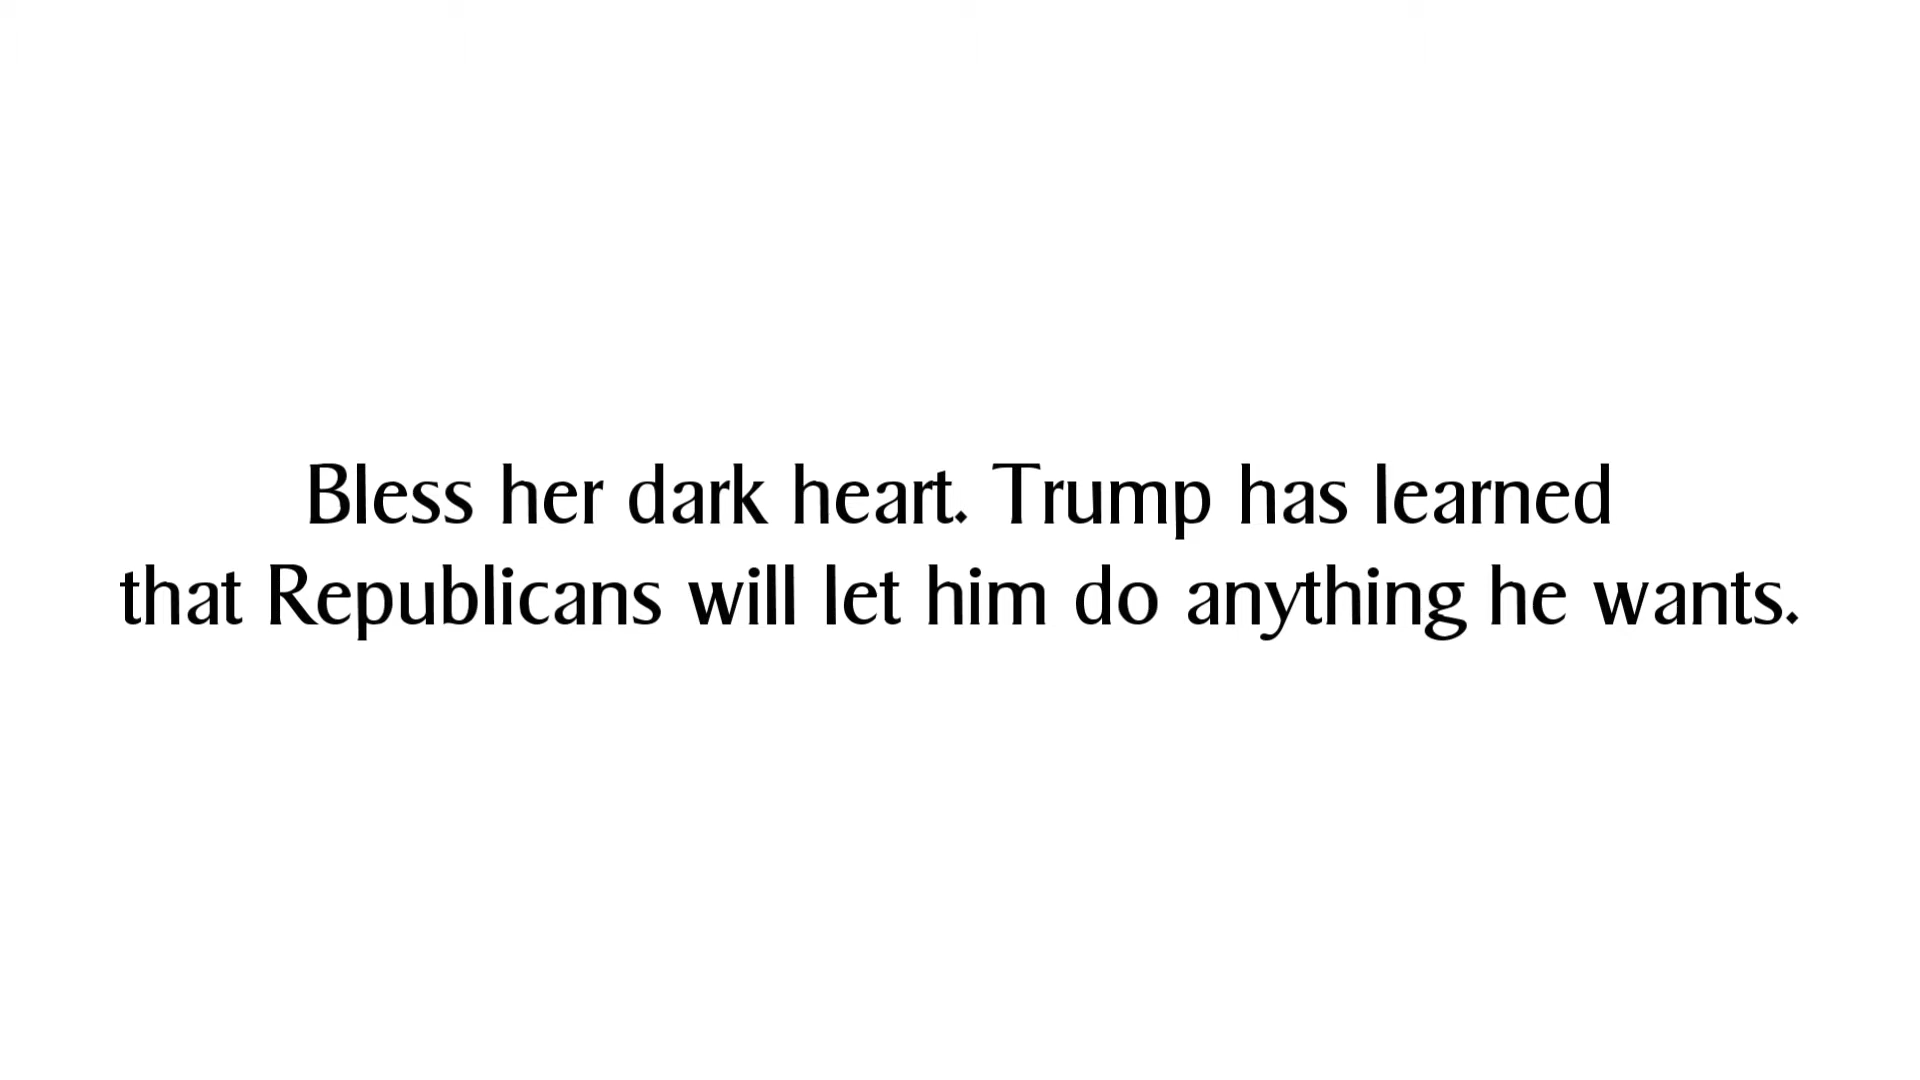 Bless her dark heart. Trump has learned
that Republicans will let him do anything he wants.